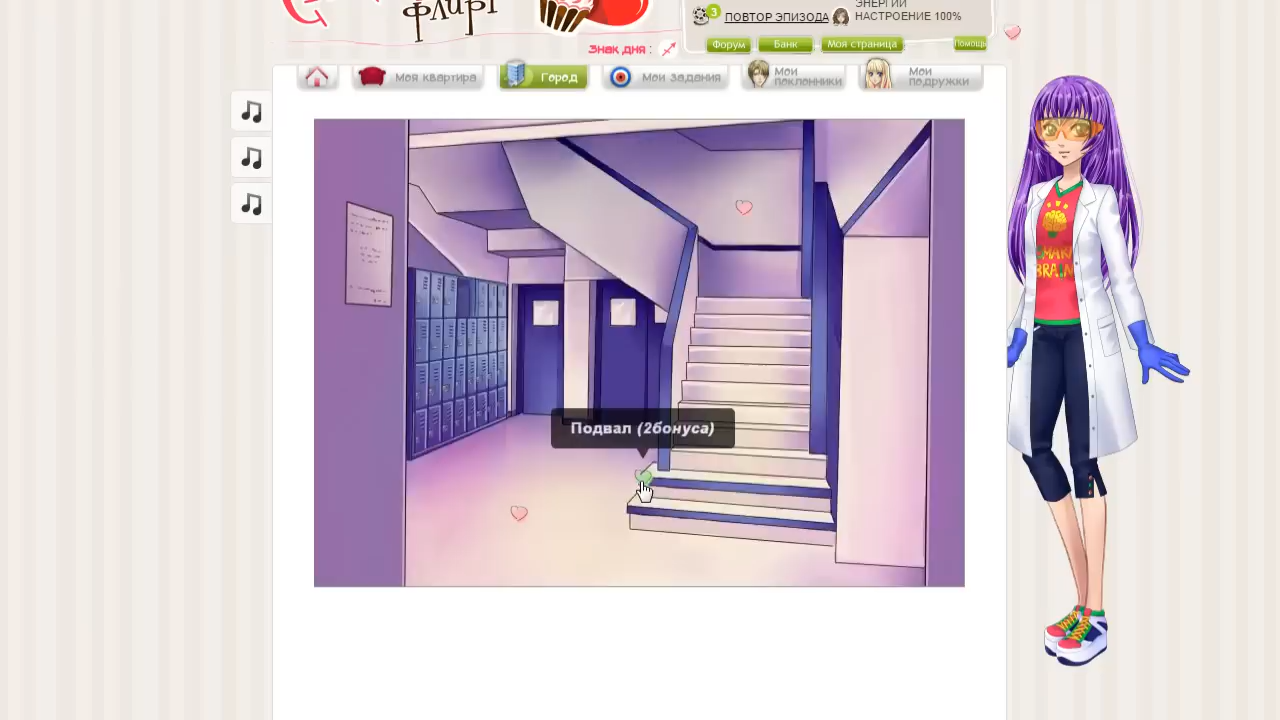 флирт
Знак дня :
3
ПОВТОР ЭПИЗОДА
ЭНЕРГИИ
НАСТРОЕНИЕ 100%
Форум
Банк
Моя страница
Помощь
Моя квартира
Город
Мои задания
Мои
поклонники
Мои
подружки
Подвал (2бонуса)